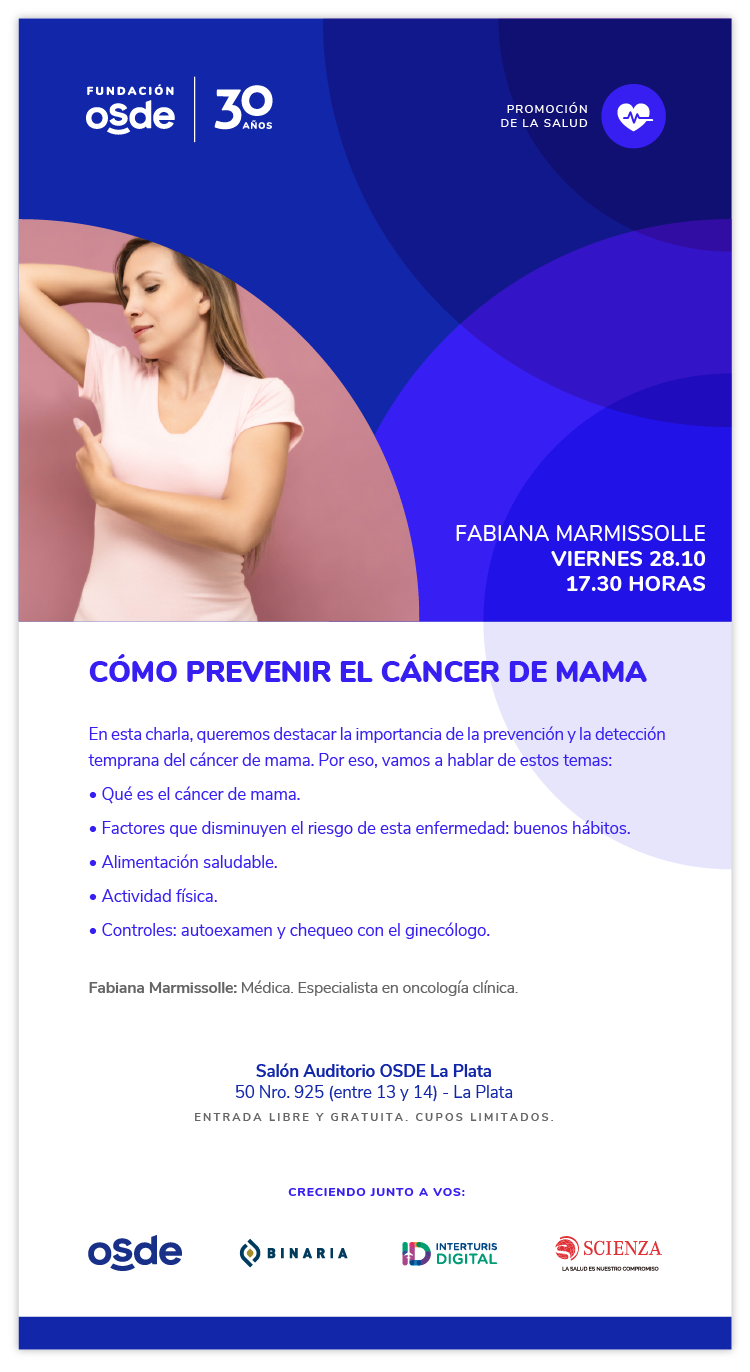 FUNDACIÓN
osde
30
AÑOS
PROMOCIÓN
DE LA SALUD
FABIANA MARMISSOLLE
VIERNES 28.10
17.30 HORAS
CÓMO PREVENIR EL CÁNCER DE MAMA
En esta charla, queremos destacar la importancia de la prevención y la detección
temprana del cáncer de mama. Por eso, vamos a hablar de estos temas:
• Qué es el cáncer de mama.
• Factores que disminuyen el riesgo de esta enfermedad: buenos hábitos.
• Alimentación saludable.
• Actividad física.
• Controles: autoexamen y chequeo con el ginecólogo.
Fabiana Marmissolle: Médica. Especialista en oncología clínica.
Salón Auditorio OSDE La Plata
50 Nro. 925 (entre 13 y 14) - La Plata
ENTRADA LIBRE Y GRATUITA. CUPOS LIMITADOS.
CRECIENDO JUNTO A VOS:
osde
BINARIA
ID INTERTURIS
DIGITAL
SCIENZA
LA SALUD ES NUESTRO COMPROMISO